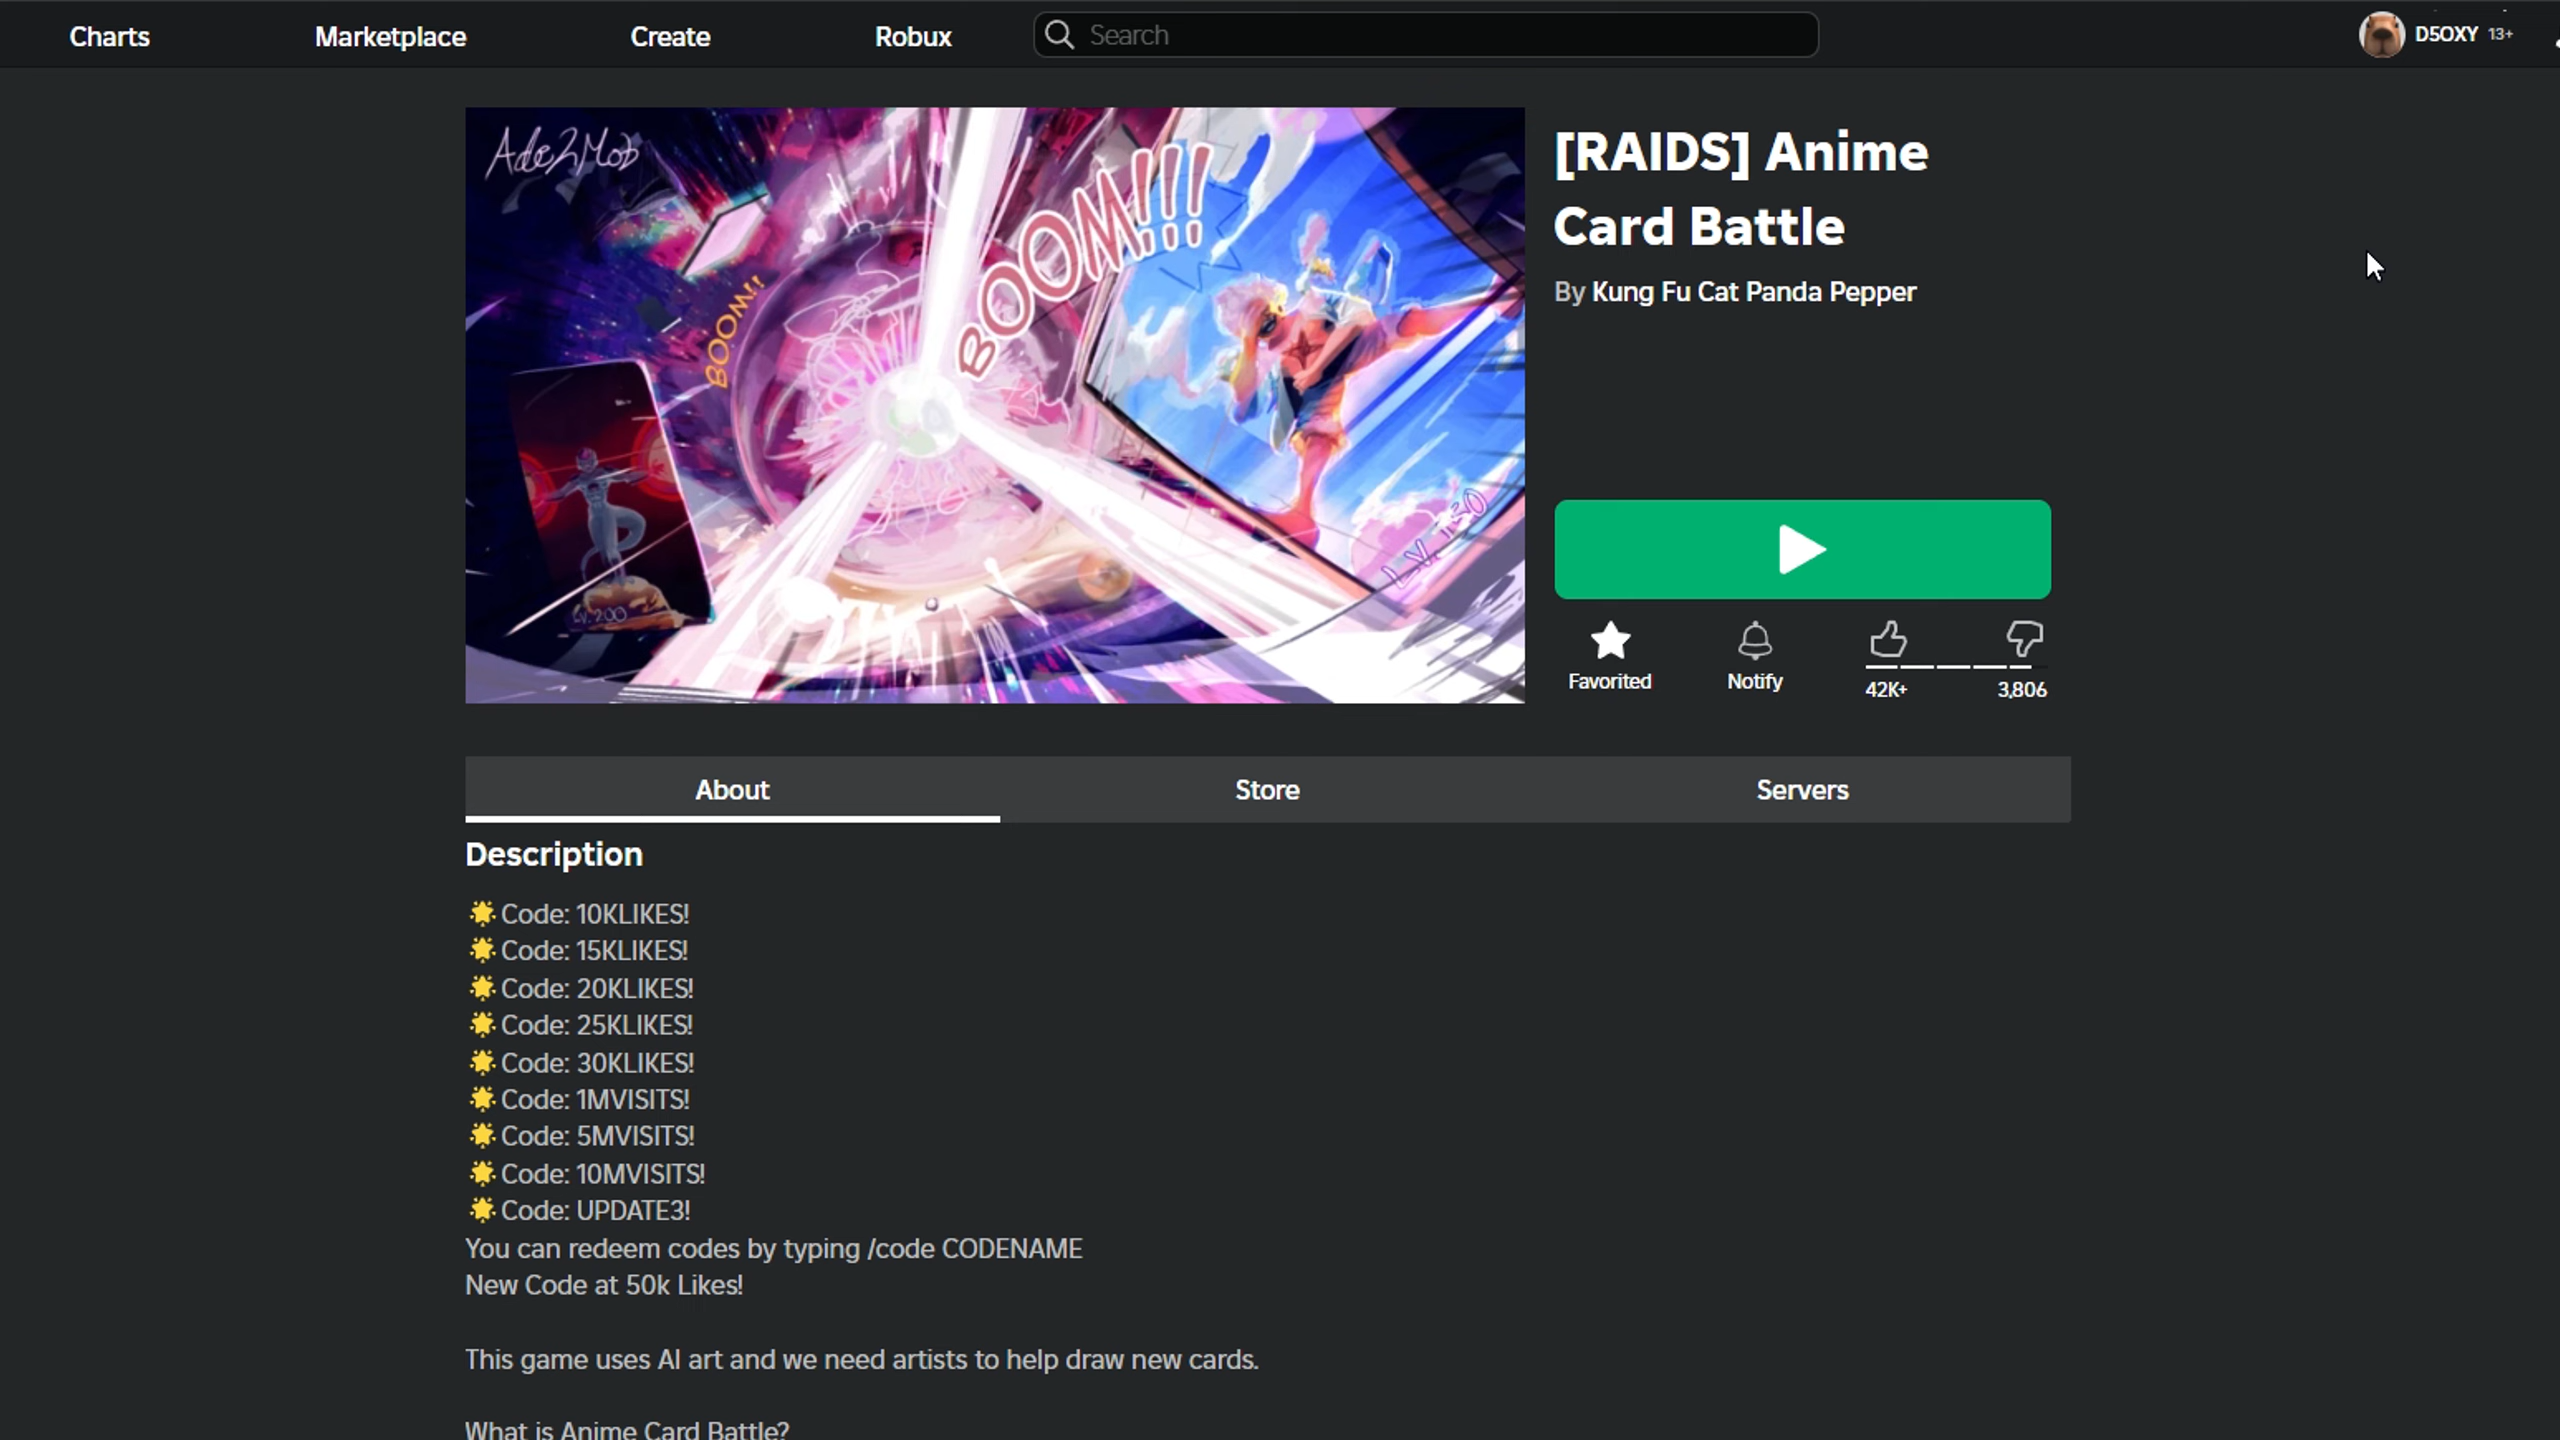 Charts Marketplace Create Robux Search D5OXY 13+
Ade2Mob
BOOM!!!
BOOM!!
Lv. 200
[RAIDS] Anime
Card Battle
By Kung Fu Cat Panda Pepper
Favorited Notify 42K+ 3,806
About Store Servers
Description
🌟 Code: 10KLIKES!
🌟 Code: 15KLIKES!
🌟 Code: 20KLIKES!
🌟 Code: 25KLIKES!
🌟 Code: 30KLIKES!
🌟 Code: 1MVISITS!
🌟 Code: 5MVISITS!
🌟 Code: 10MVISITS!
🌟 Code: UPDATE3!
You can redeem codes by typing /code CODENAME
New Code at 50k Likes!
This game uses AI art and we need artists to help draw new cards.
What is Anime Card Battle?